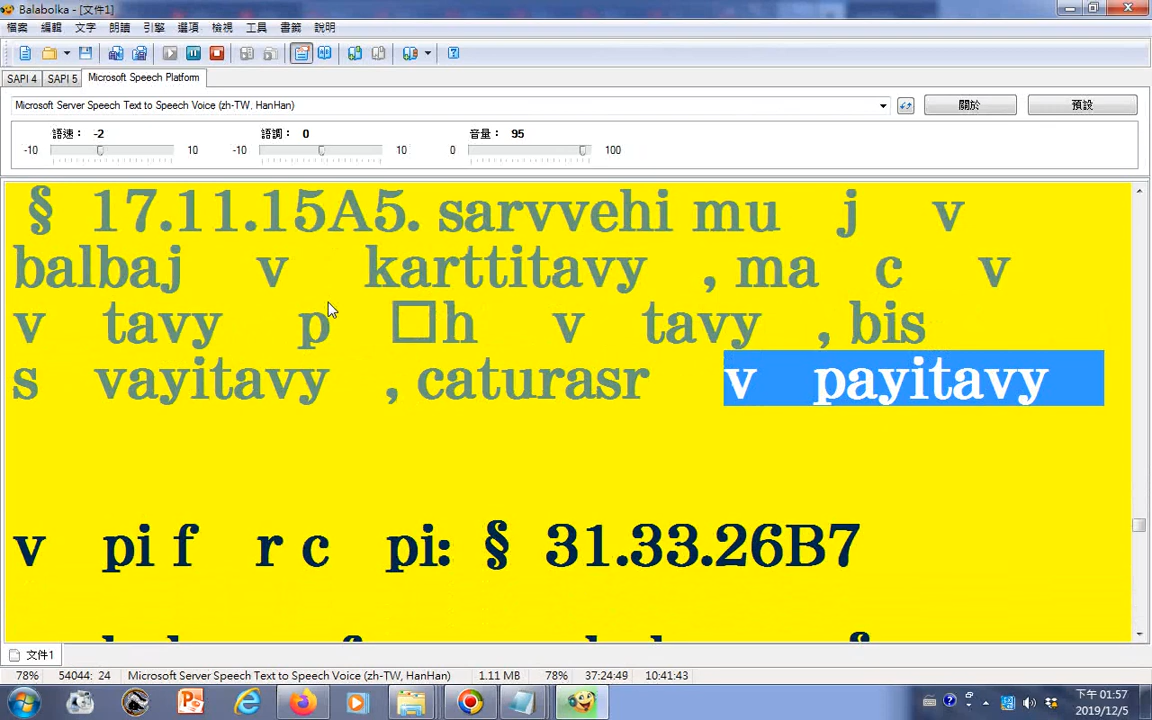 Balabolka - [文件1]
檔案 編輯 文字 朗讀 引擎 選項 檢視 工具 書籤 說明
SAPI 4 SAPI 5 Microsoft Speech Platform
Microsoft Server Speech Text to Speech Voice (zh-TW, HanHan) 關於 預設
語速： -2 語調： 0 音量： 95
-10 10 -10 10 0 100
§ 17.11.15A5. sarvvehi mu j v
balbaj v karttitavy , ma c v
v tavy p □h v tavy , bis
s vayitavy , caturasr v payitavy
v pi f r c pi: § 31.33.26B7
文件1
78% 54044: 24 Microsoft Server Speech Text to Speech Voice (zh-TW, HanHan) 1.11 MB 78% 37:24:49 10:41:43
下午 01:57
2019/12/5